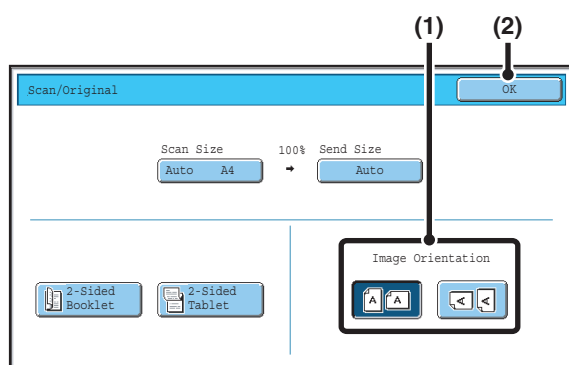 (1) (2)
Scan/Original OK
Scan Size 100% Send Size
Auto A4 → Auto
Image Orientation
2-Sided Booklet
2-Sided Tablet
A A A A